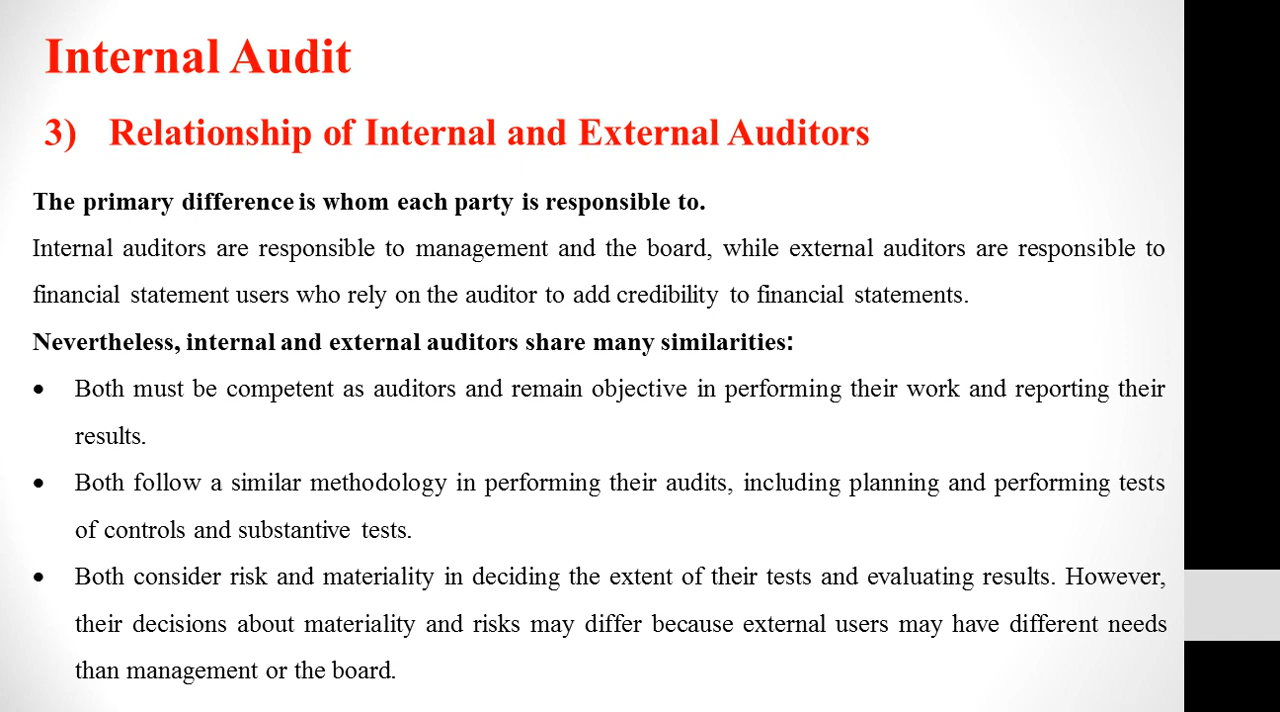 Internal Audit
3) Relationship of Internal and External Auditors
The primary difference is whom each party is responsible to.
Internal auditors are responsible to management and the board, while external auditors are responsible to
financial statement users who rely on the auditor to add credibility to financial statements.
Nevertheless, internal and external auditors share many similarities:
• Both must be competent as auditors and remain objective in performing their work and reporting their
results.
• Both follow a similar methodology in performing their audits, including planning and performing tests
of controls and substantive tests.
• Both consider risk and materiality in deciding the extent of their tests and evaluating results. However,
their decisions about materiality and risks may differ because external users may have different needs
than management or the board.